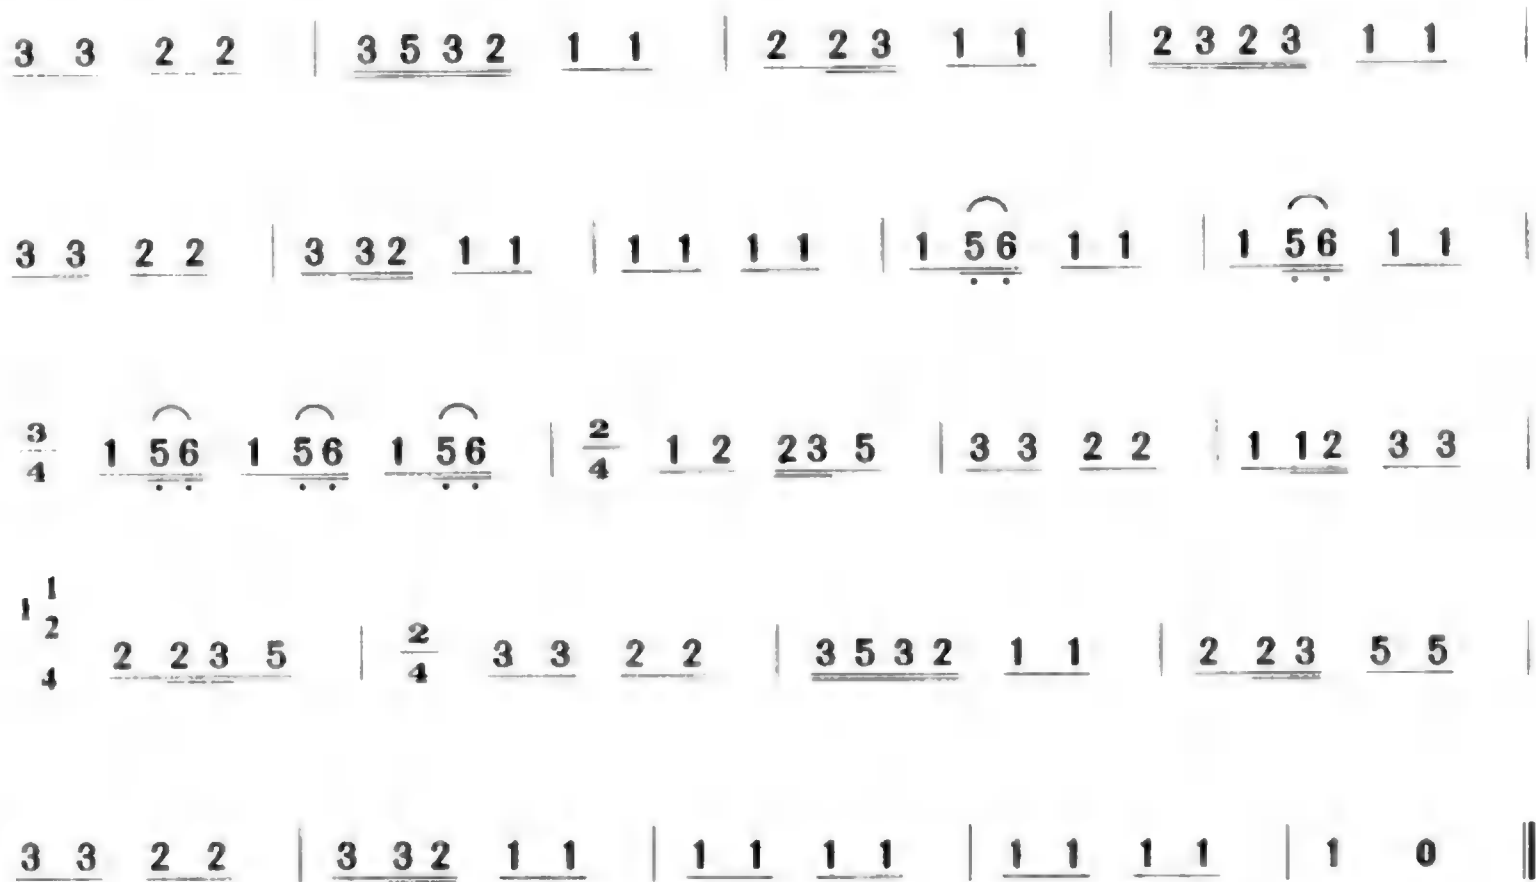 3 3 2 2 | 3 5 3 2 1 1 | 2 2 3 1 1 | 2 3 2 3 1 1 |
3 3 2 2 | 3 3 2 1 1 | 1 1 1 1 | 1 5 6 1 1 | 1 5 6 1 1 |
3/4 1 5 6 1 5 6 1 5 6 | 2/4 1 2 2 3 5 | 3 3 2 2 | 1 1 2 3 3 |
1 1/2/4 2 2 3 5 | 2/4 3 3 2 2 | 3 5 3 2 1 1 | 2 2 3 5 5 |
3 3 2 2 | 3 3 2 1 1 | 1 1 1 1 | 1 1 1 1 | 1 0 ‖